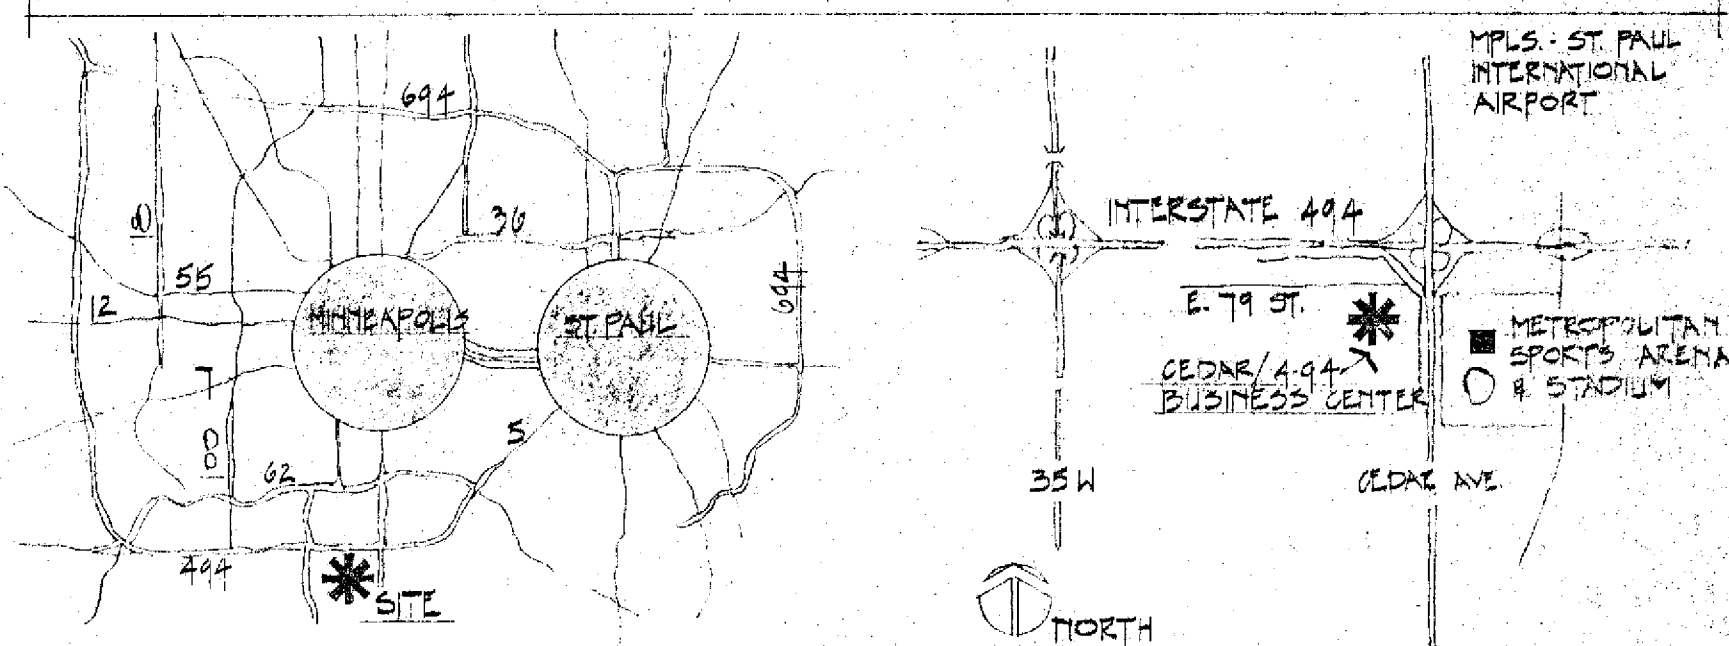 694
36
55
12
MINNEAPOLIS
ST. PAUL
694
5
62
494
SITE
MPLS. - ST. PAUL
INTERNATIONAL
AIRPORT
INTERSTATE 494
E. 79 ST.
CEDAR/494
BUSINESS CENTER
METROPOLITAN
SPORTS ARENA
& STADIUM
35 W
CEDAR AVE.
NORTH